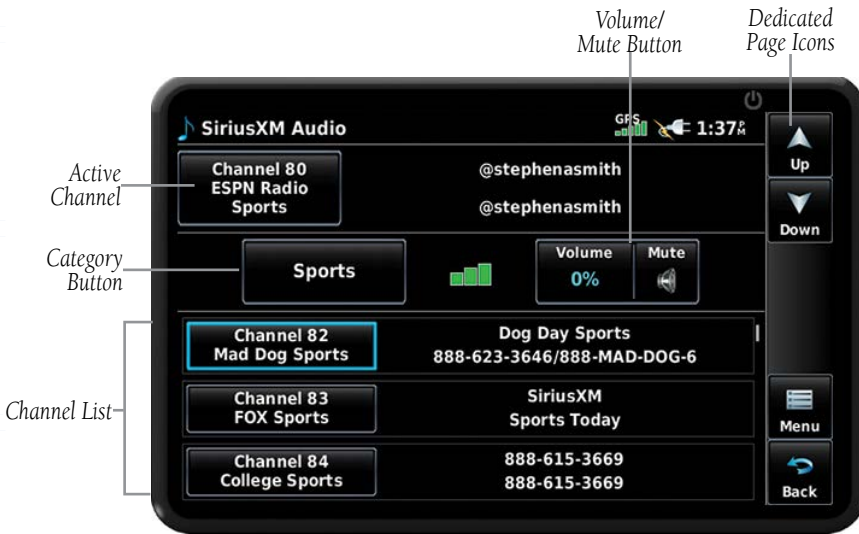 Volume/
Mute Button
Dedicated
Page Icons
SiriusXM Audio
GPS
1:37PM
Up
Active
Channel
Channel 80
ESPN Radio
Sports
@stephenasmith
@stephenasmith
Down
Category
Button
Sports
Volume
0%
Mute
Channel List
Channel 82
Mad Dog Sports
Dog Day Sports
888-623-3646/888-MAD-DOG-6
Channel 83
FOX Sports
SiriusXM
Sports Today
Menu
Channel 84
College Sports
888-615-3669
888-615-3669
Back